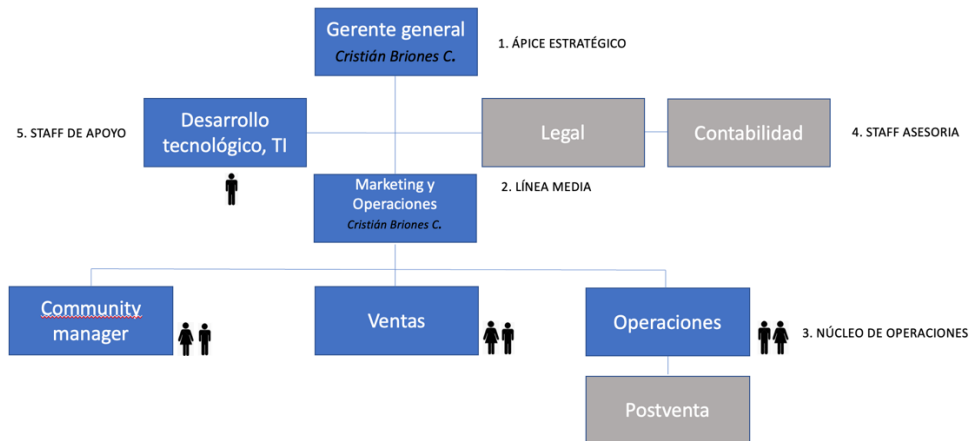 Gerente general
Cristián Briones C.
1. ÁPICE ESTRATÉGICO
5. STAFF DE APOYO
Desarrollo
tecnológico, TI
Legal
Contabilidad
4. STAFF ASESORIA
Marketing y
Operaciones
Cristián Briones C.
2. LÍNEA MEDIA
Community
manager
Ventas
Operaciones
3. NÚCLEO DE OPERACIONES
Postventa